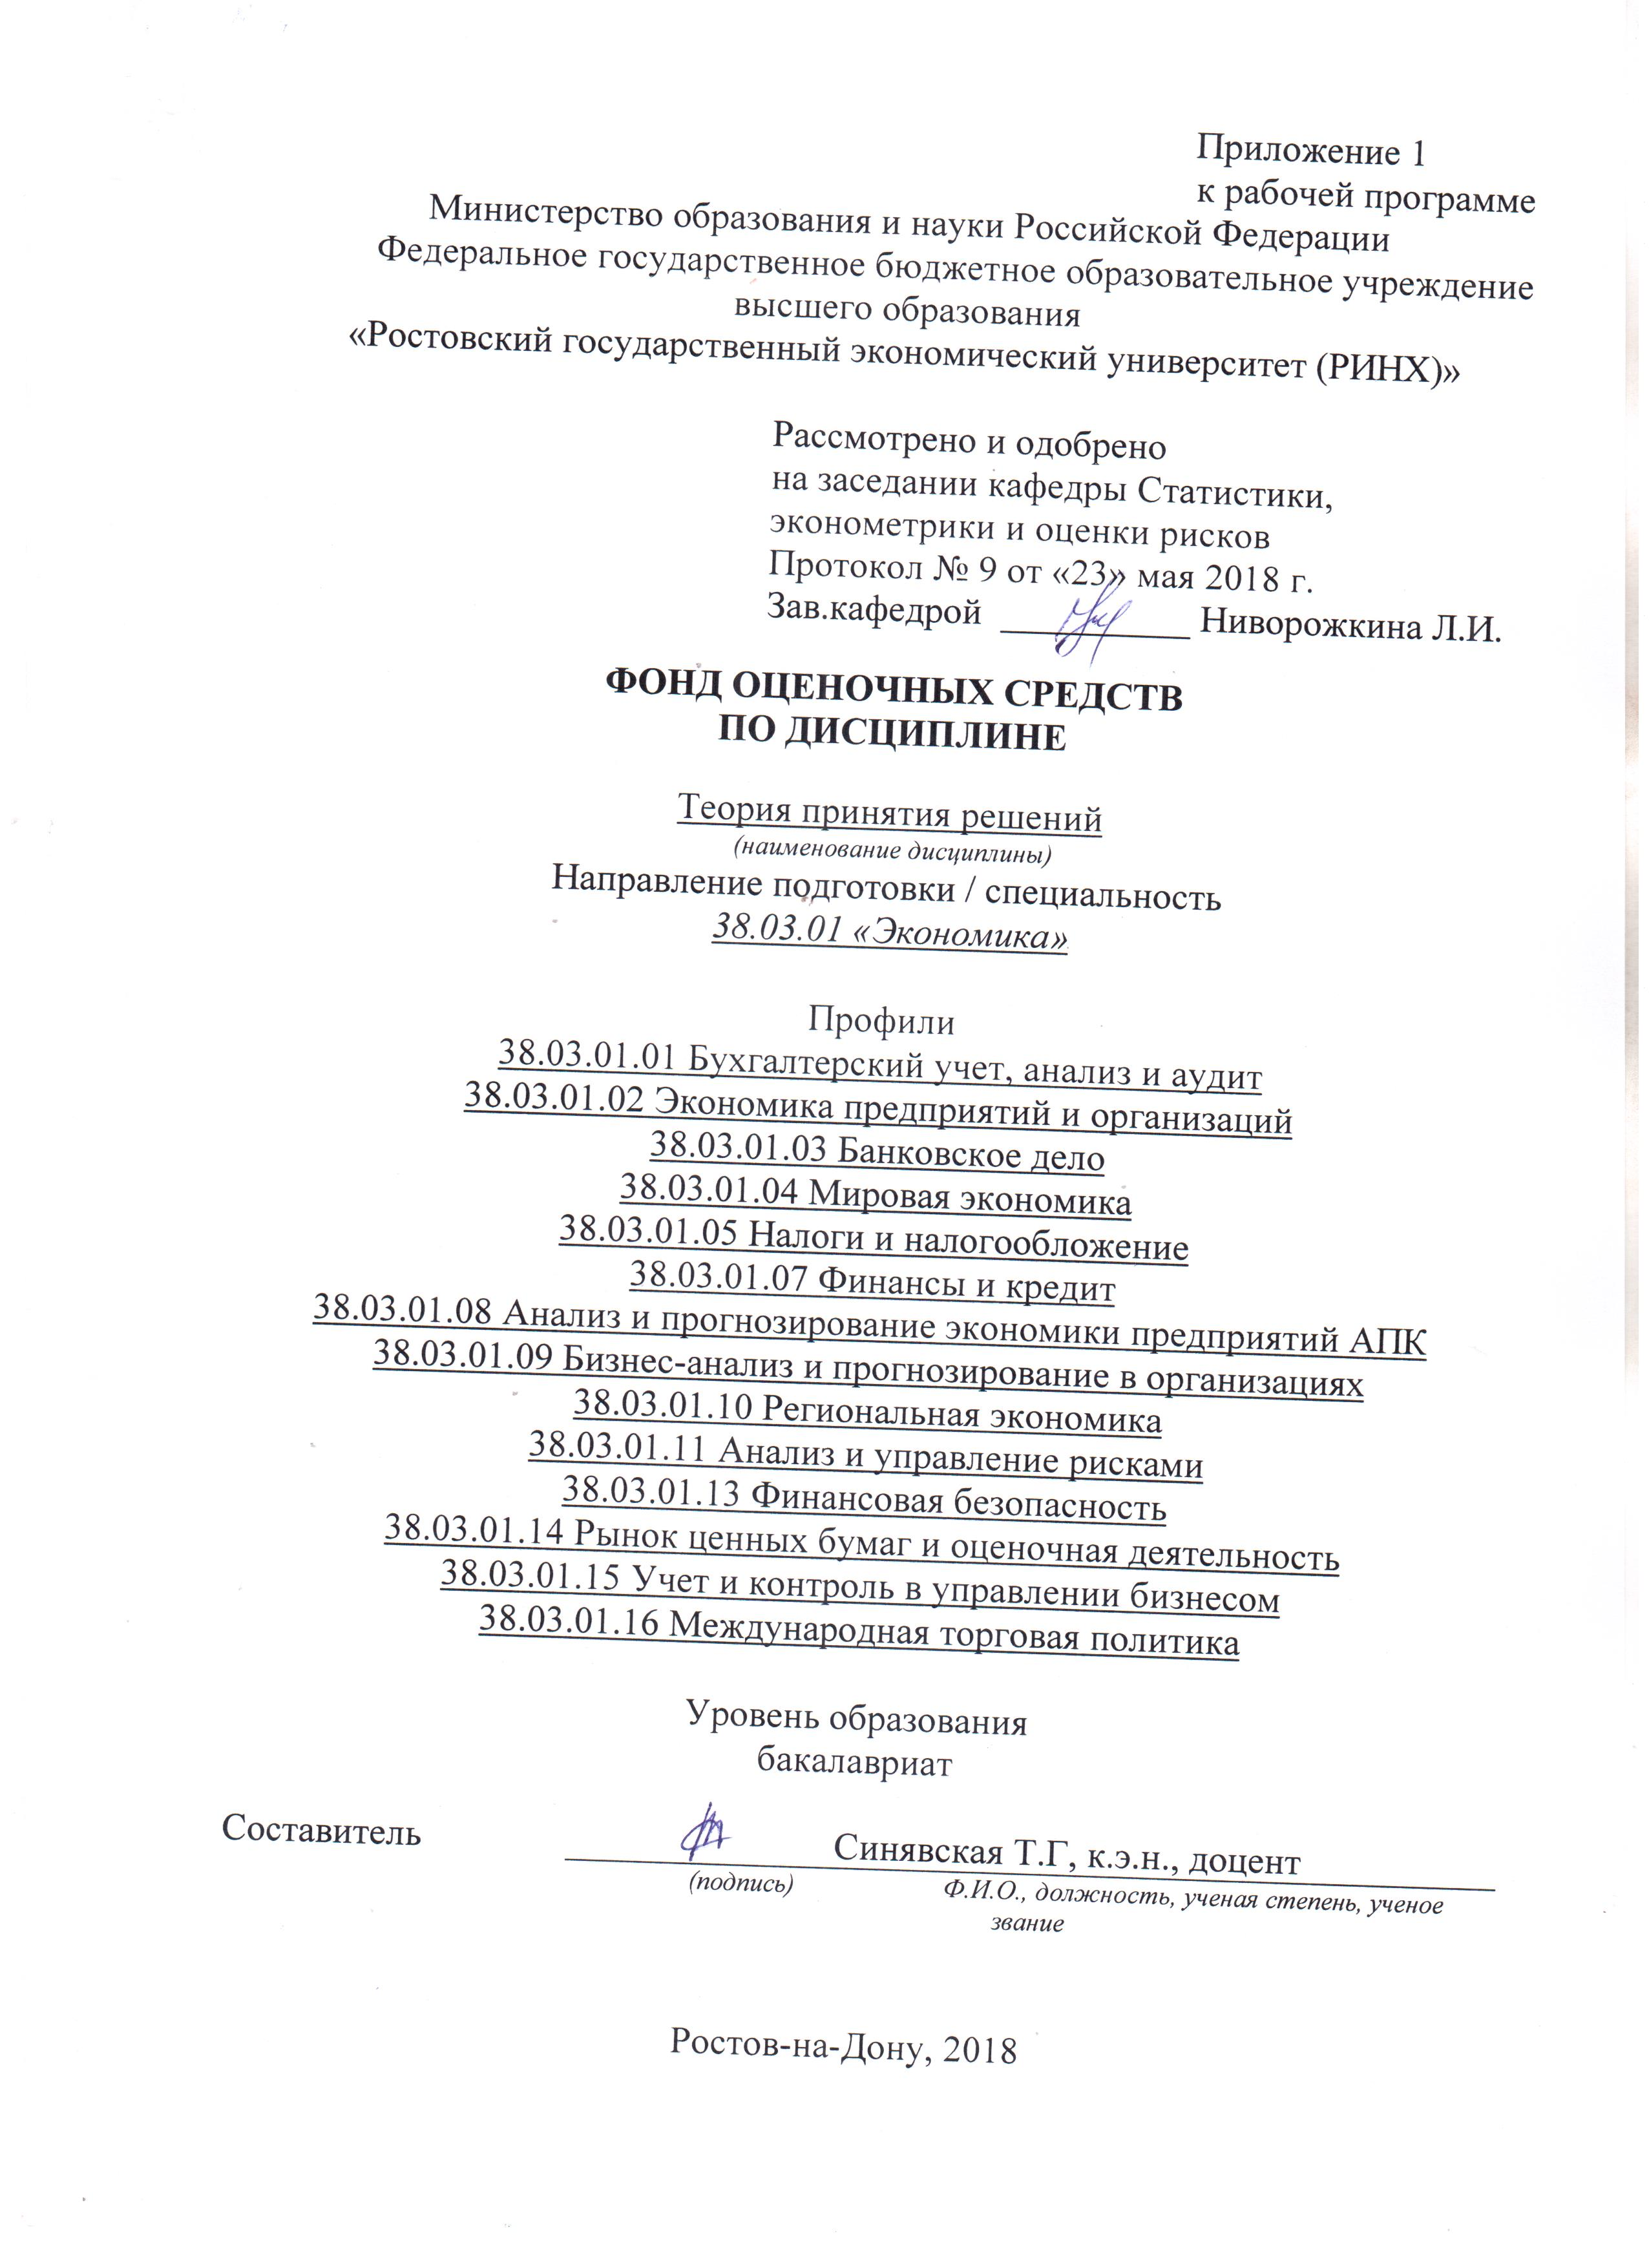 Приложение 1
к рабочей программе
Министерство образования и науки Российской Федерации
Федеральное государственное бюджетное образовательное учреждение
высшего образования
«Ростовский государственный экономический университет (РИНХ)»
Рассмотрено и одобрено
на заседании кафедры Статистики,
эконометрики и оценки рисков
Протокол № 9 от «23» мая 2018 г.
Зав.кафедрой __________ Ниворожкина Л.И.
ФОНД ОЦЕНОЧНЫХ СРЕДСТВ
ПО ДИСЦИПЛИНЕ
Теория принятия решений
(наименование дисциплины)
Направление подготовки / специальность
38.03.01 «Экономика»
Профили
38.03.01.01 Бухгалтерский учет, анализ и аудит
38.03.01.02 Экономика предприятий и организаций
38.03.01.03 Банковское дело
38.03.01.04 Мировая экономика
38.03.01.05 Налоги и налогообложение
38.03.01.07 Финансы и кредит
38.03.01.08 Анализ и прогнозирование экономики предприятий АПК
38.03.01.09 Бизнес-анализ и прогнозирование в организациях
38.03.01.10 Региональная экономика
38.03.01.11 Анализ и управление рисками
38.03.01.13 Финансовая безопасность
38.03.01.14 Рынок ценных бумаг и оценочная деятельность
38.03.01.15 Учет и контроль в управлении бизнесом
38.03.01.16 Международная торговая политика
Уровень образования
бакалавриат
Составитель Синявская Т.Г, к.э.н., доцент
(подпись) Ф.И.О., должность, ученая степень, ученое
звание
Ростов-на-Дону, 2018